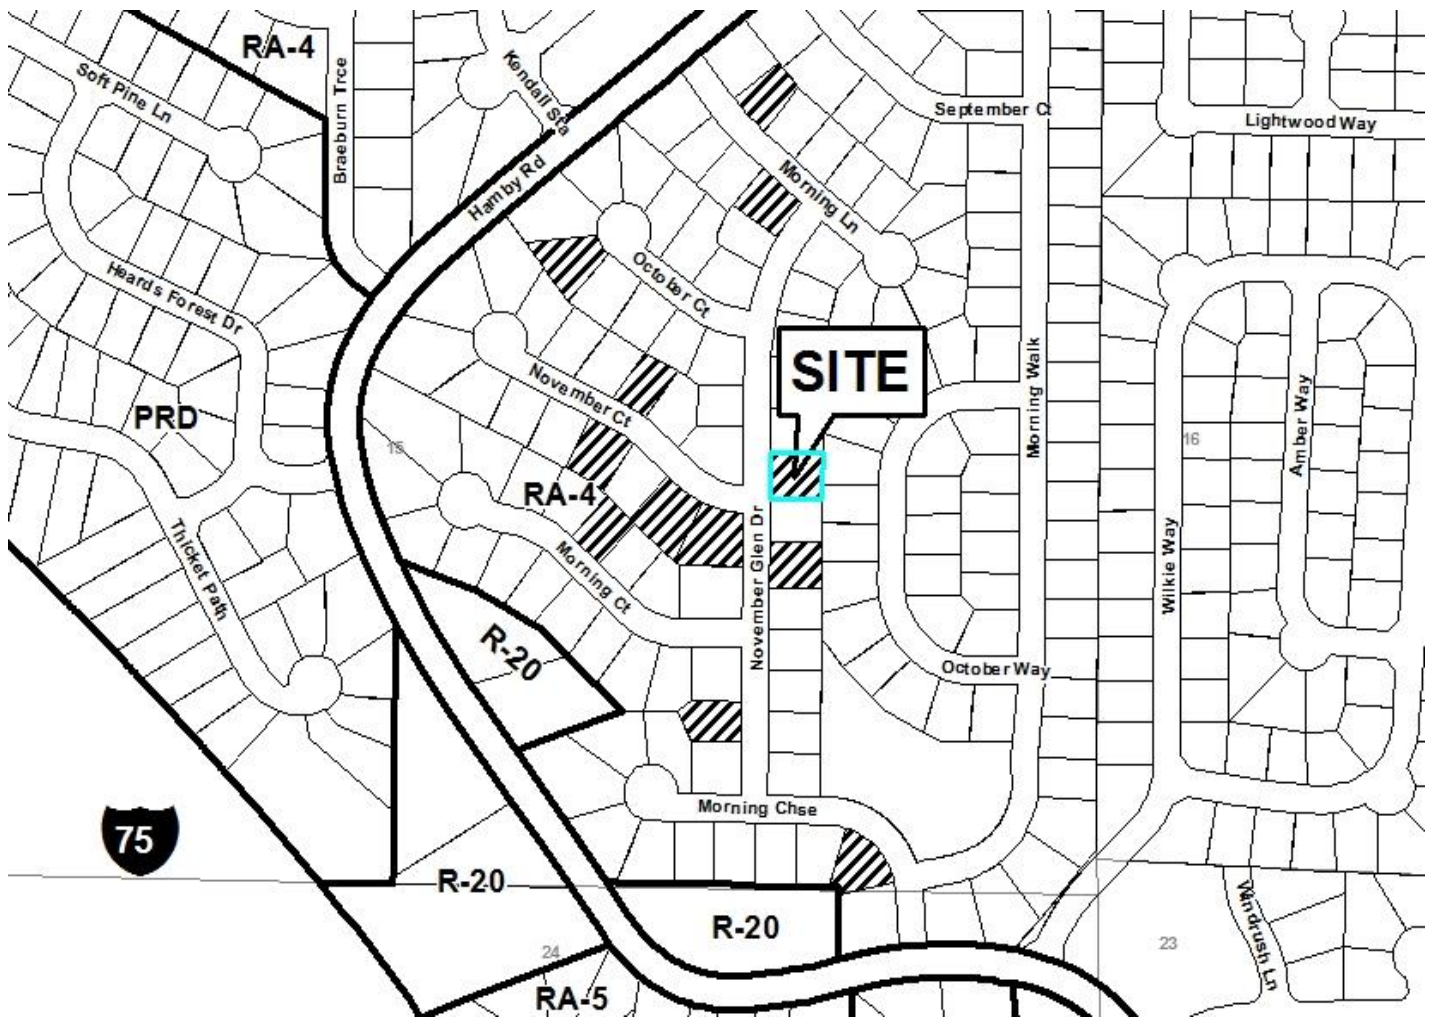 RA-4
Kendall Sta
Soft Pine Ln
Braeburn Trce
September Ct
Lightwood Way
Hamby Rd
Morning Ln
Heards Forest Dr
October Ct
SITE
Morning Walk
November Ct
Amber Way
PRD
15
16
RA-4
November Glen Dr
Wilkie Way
Thicket Path
Morning Ct
R-20
October Way
Morning Chse
75
R-20
R-20
Windrush Ln
24
23
RA-5